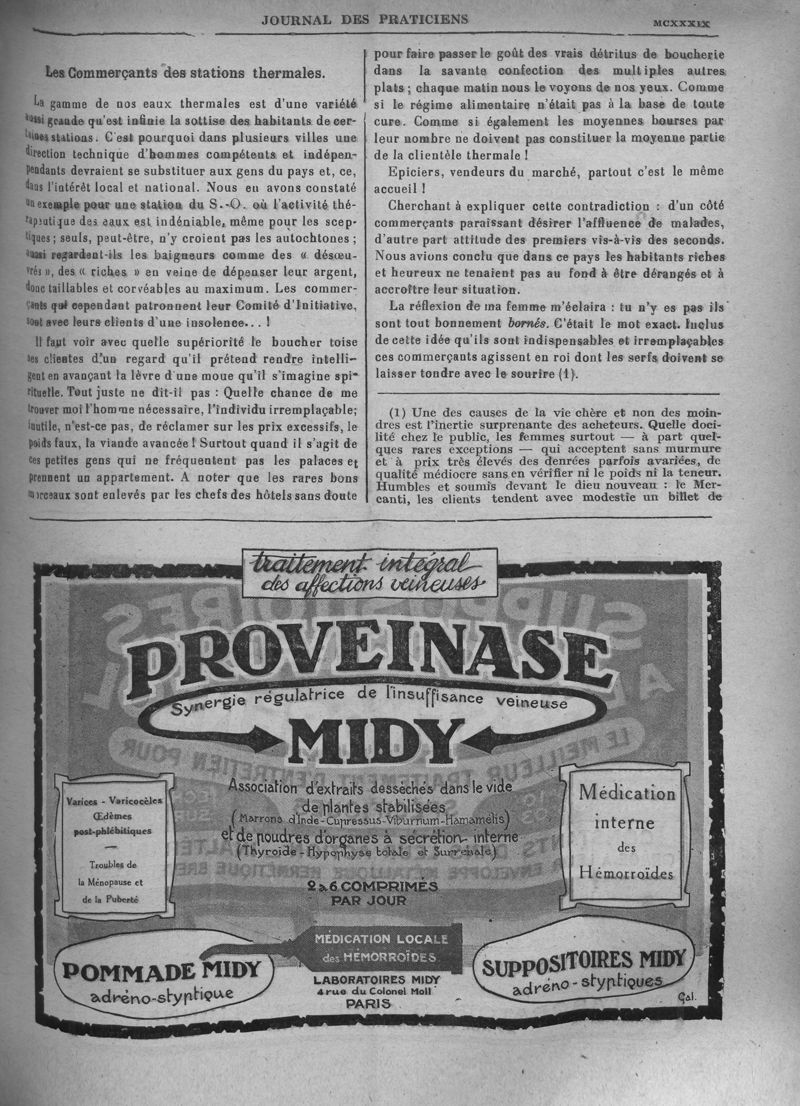 JOURNAL DES PRATICIENS
MCXXXIX
Les Commerçants des stations thermales.
La gamme de nos eaux thermales est d'une variété
aussi grande qu'est infinie la sottise des habitants de cer-
taines stations. C'est pourquoi dans plusieurs villes une
direction technique d'hommes compétents et indépen-
pendants devraient se substituer aux gens du pays et, ce,
dans l'intérêt local et national. Nous en avons constaté
un exemple pour une station du S.-O. où l'activité thé-
rapeutique des eaux est indéniable, même pour les scep-
tiques ; seuls, peut-être, n'y croient pas les autochtones ;
aussi regardent-ils les baigneurs comme des « désœu-
vrés », des « riches » en veine de dépenser leur argent,
donc taillables et corvéables au maximum. Les commer-
çants qui cependant patronnent leur Comité d'Initiative,
sont avec leurs clients d'une insolence... !
Il faut voir avec quelle supériorité le boucher toise
ses clientes d'un regard qu'il prétend rendre intelli-
gent en avançant la lèvre d'une moue qu'il s'imagine spi-
rituelle. Tout juste ne dit-il pas : Quelle chance de me
trouver moi l'homme nécessaire, l'individu irremplaçable;
inutile, n'est-ce pas, de réclamer sur les prix excessifs, le
poids faux, la viande avancée ! Surtout quand il s'agit de
ces petites gens qui ne fréquentent pas les palaces et
prennent un appartement. A noter que les rares bons
morceaux sont enlevés par les chefs des hôtels sans doute
pour faire passer le goût des vrais détritus de boucherie
dans la savante confection des multiples autres
plats ; chaque matin nous le voyons de nos yeux. Comme
si le régime alimentaire n'était pas à la base de toute
cure. Comme si également les moyennes bourses par
leur nombre ne doivent pas constituer la moyenne partie
de la clientèle thermale !
Epiciers, vendeurs du marché, partout c'est le même
accueil !
Cherchant à expliquer cette contradiction : d'un côté
commerçants paraissant désirer l'affluence de malades,
d'autre part attitude des premiers vis-à-vis des seconds.
Nous avions conclu que dans ce pays les habitants riches
et heureux ne tenaient pas au fond à être dérangés et à
accroître leur situation.
La réflexion de ma femme m'éclaira : tu n'y es pas ils
sont tout bonnement bornés. C'était le mot exact. Inclus
de cette idée qu'ils sont indispensables et irremplaçables
ces commerçants agissent en roi dont les serfs doivent se
laisser tondre avec le sourire (1).
(1) Une des causes de la vie chère et non des moin-
dres est l'inertie surprenante des acheteurs. Quelle doci-
lité chez le public, les femmes surtout — à part quel-
ques rares exceptions — qui acceptent sans murmure
et à prix très élevés des denrées parfois avariées, de
qualité médiocre sans en vérifier ni le poids ni la teneur.
Humbles et soumis devant le dieu nouveau : le Mer-
canti, les clients tendent avec modestie un billet de
traitement intégral
des affections veineuses
PROVEINASE
Synergie régulatrice de l'insuffisance veineuse
MIDY
Association d'extraits desséchés dans le vide
de plantes stabilisées
(Marrons d'Inde-Cupressus-Viburnum-Hamamelis)
et de poudres d'organes à sécrétion interne
(Thyroïde-Hypophyse totale et Surrénale)
2 à 6 COMPRIMÉS
PAR JOUR
Varices - Varicocèles
Œdèmes
post-phlébitiques
—
Troubles de
la Ménopause et
de la Puberté
Médication
interne
des
Hémorroïdes
MÉDICATION LOCALE
des HÉMORROÏDES
POMMADE MIDY
adréno-styptique
LABORATOIRES MIDY
4 rue du Colonel Moll
PARIS
SUPPOSITOIRES MIDY
adréno-styptiques
Gal.